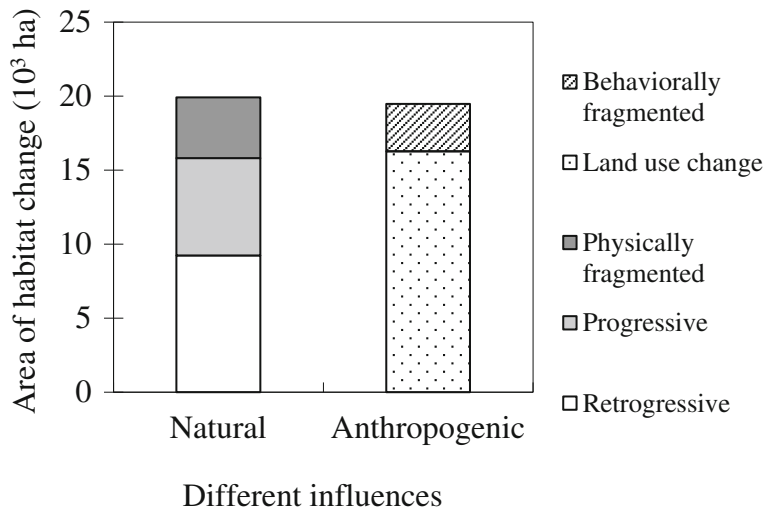 Area of habitat change (10³ ha)
25
20
15
10
5
0
Natural
Anthropogenic
Different influences
Behaviorally
fragmented
Land use change
Physically
fragmented
Progressive
Retrogressive